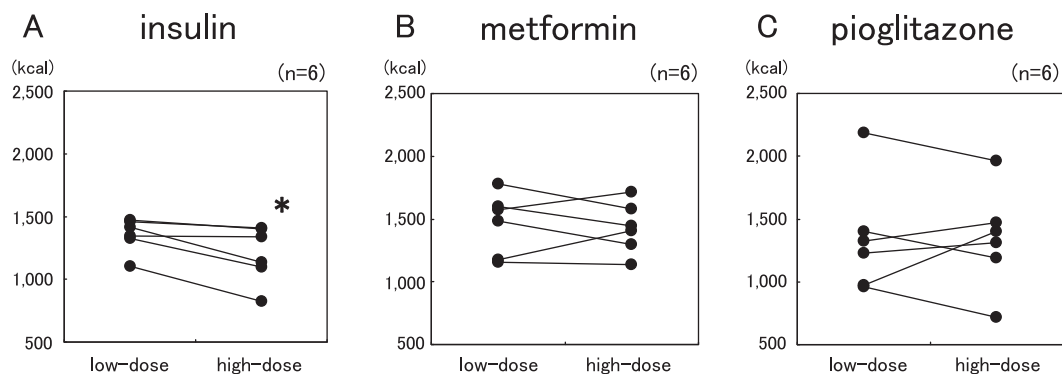 A insulin
(kcal) (n=6)
2,500
2,000
1,500
*
1,000
500
low-dose high-dose
B metformin
(kcal) (n=6)
2,500
2,000
1,500
1,000
500
low-dose high-dose
C pioglitazone
(kcal) (n=6)
2,500
2,000
1,500
1,000
500
low-dose high-dose